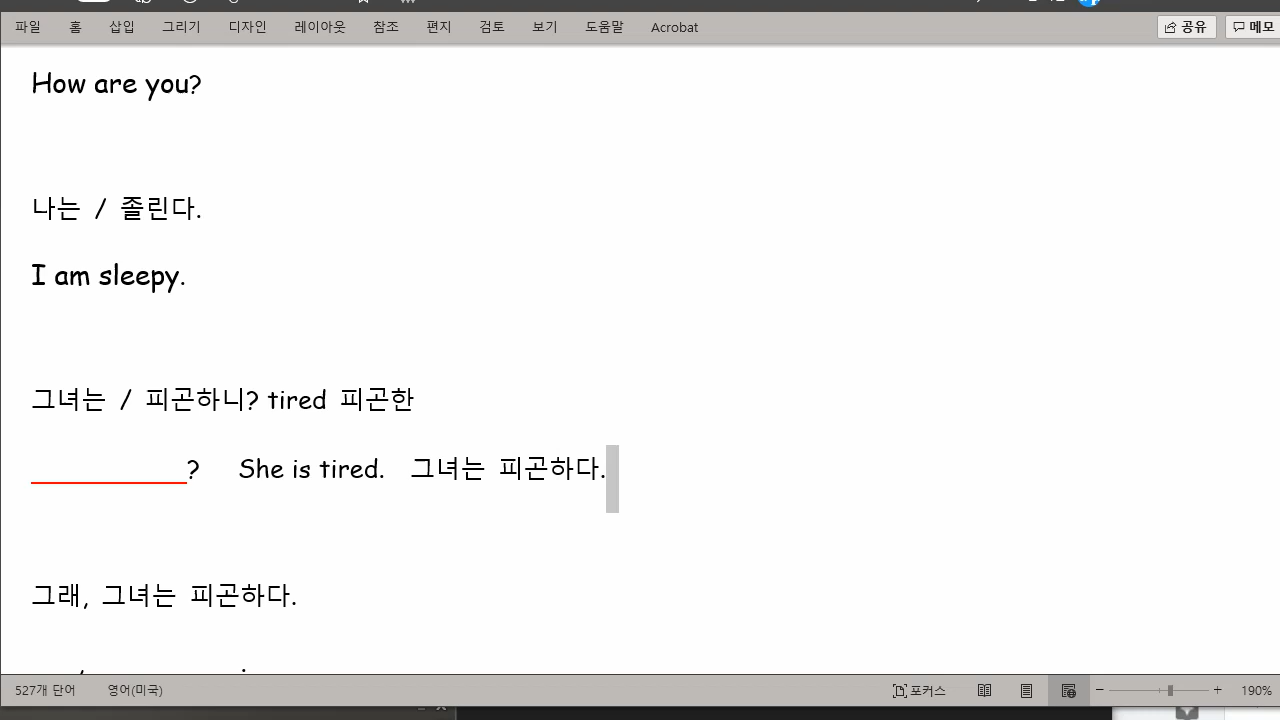 파일 홈 삽입 그리기 디자인 레이아웃 참조 편지 검토 보기 도움말 Acrobat 공유 메모
How are you?
나는 / 졸린다.
I am sleepy.
그녀는 / 피곤하니? tired 피곤한
? She is tired. 그녀는 피곤하다.
그래, 그녀는 피곤하다.
527개 단어 영어(미국) 포커스 190%